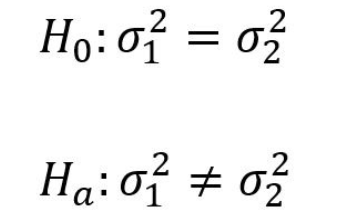 H₀: σ₁² = σ₂²
Hₐ: σ₁² ≠ σ₂²